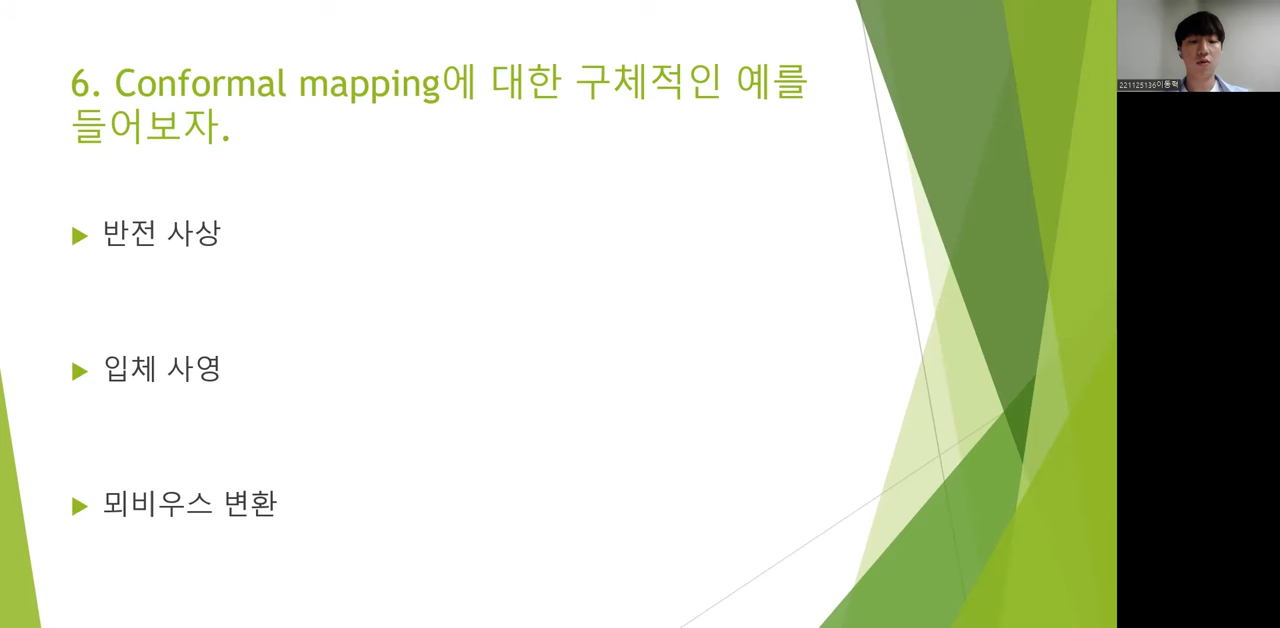 6. Conformal mapping에 대한 구체적인 예를
들어보자.
반전 사상
입체 사영
뫼비우스 변환